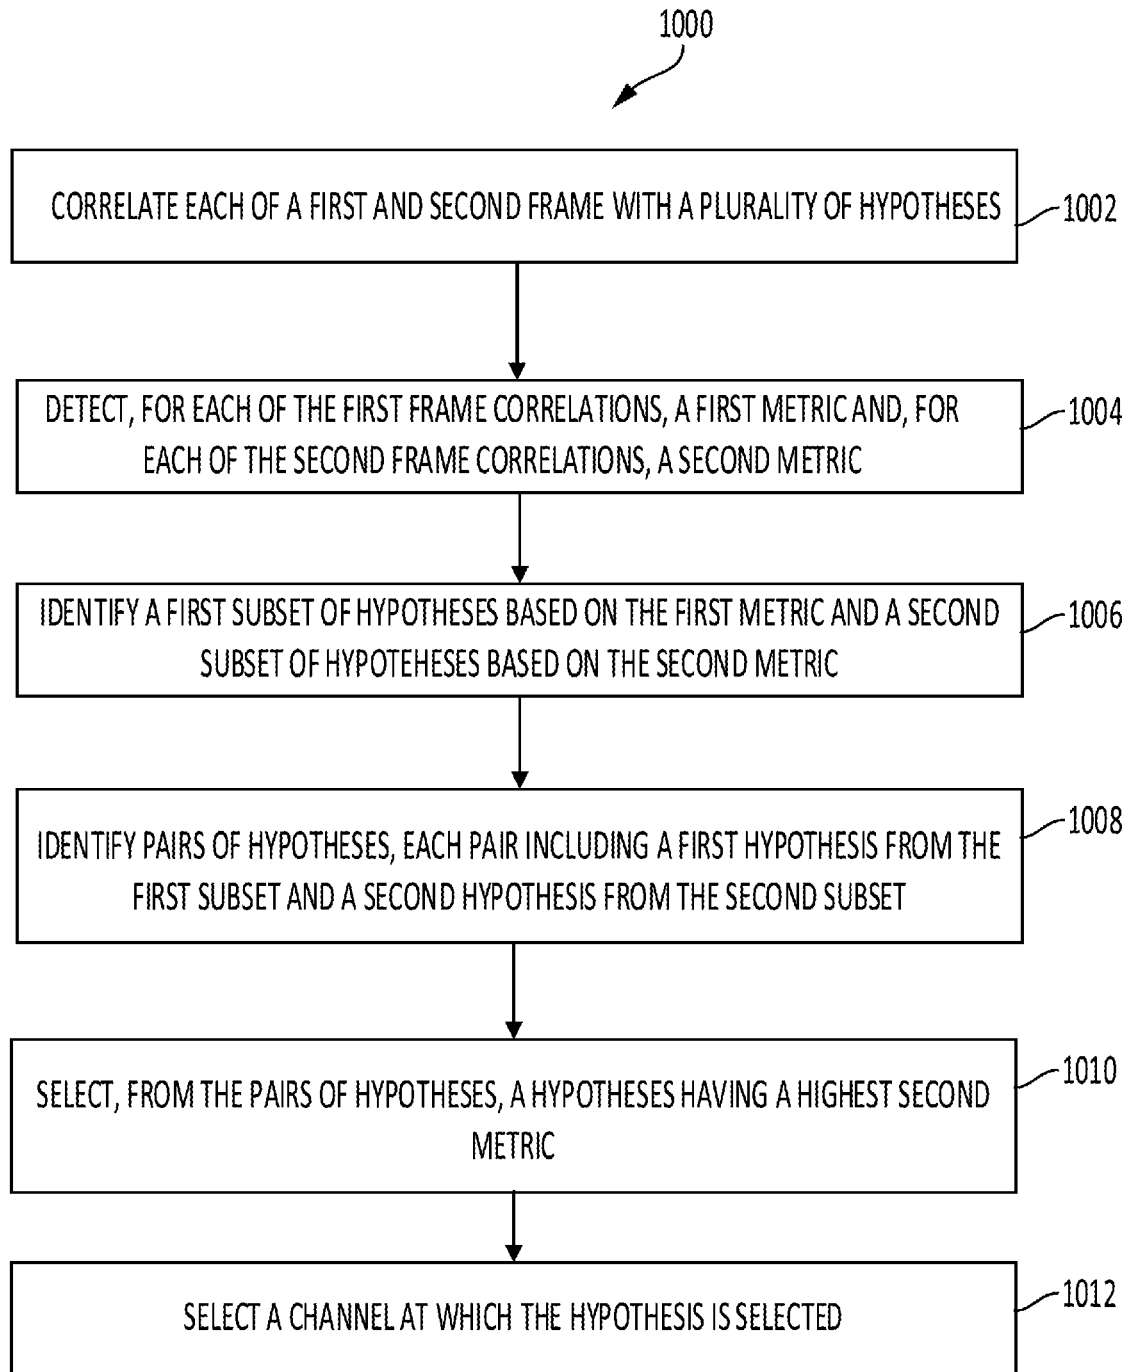 1000
CORRELATE EACH OF A FIRST AND SECOND FRAME WITH A PLURALITY OF HYPOTHESES
1002
DETECT, FOR EACH OF THE FIRST FRAME CORRELATIONS, A FIRST METRIC AND, FOR
EACH OF THE SECOND FRAME CORRELATIONS, A SECOND METRIC
1004
IDENTIFY A FIRST SUBSET OF HYPOTHESES BASED ON THE FIRST METRIC AND A SECOND
SUBSET OF HYPOTEHESES BASED ON THE SECOND METRIC
1006
IDENTIFY PAIRS OF HYPOTHESES, EACH PAIR INCLUDING A FIRST HYPOTHESIS FROM THE
FIRST SUBSET AND A SECOND HYPOTHESIS FROM THE SECOND SUBSET
1008
SELECT, FROM THE PAIRS OF HYPOTHESES, A HYPOTHESES HAVING A HIGHEST SECOND
METRIC
1010
SELECT A CHANNEL AT WHICH THE HYPOTHESIS IS SELECTED
1012